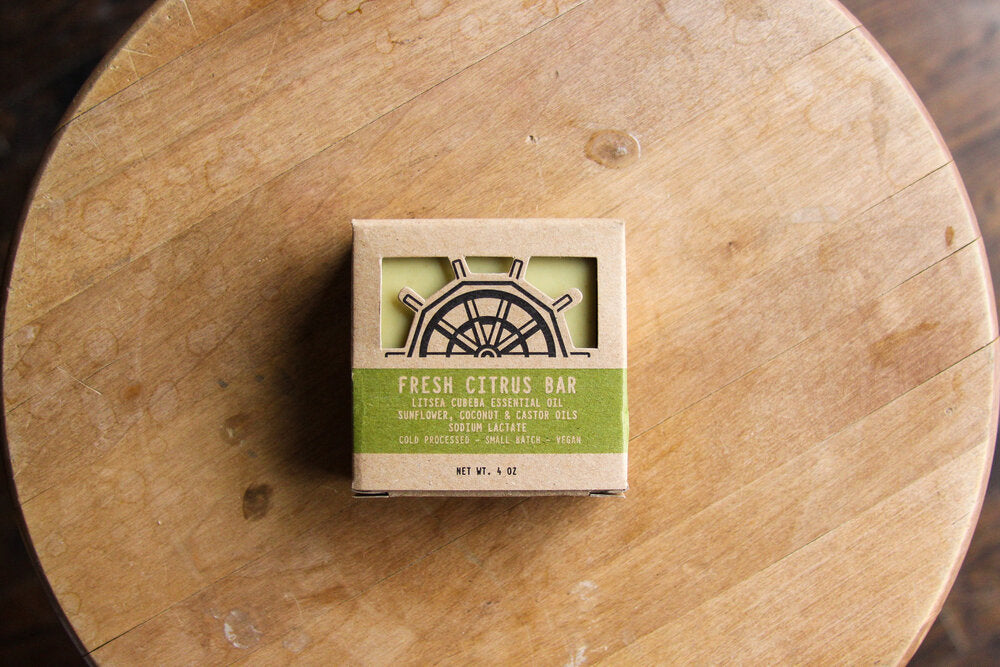 FRESH CITRUS BAR
LITSEA CUBEBA ESSENTIAL OIL
SUNFLOWER, COCONUT & CASTOR OILS
SODIUM LACTATE
COLD PROCESSED - SMALL BATCH - VEGAN
NET WT. 4 OZ